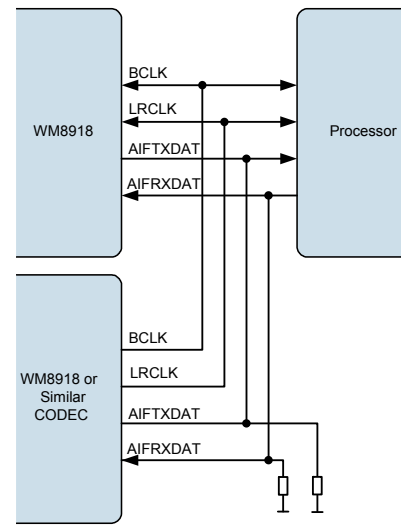 BCLK
LRCLK
WM8918
Processor
AIFTXDAT
AIFRXDAT
BCLK
LRCLK
WM8918 or
Similar
CODEC
AIFTXDAT
AIFRXDAT